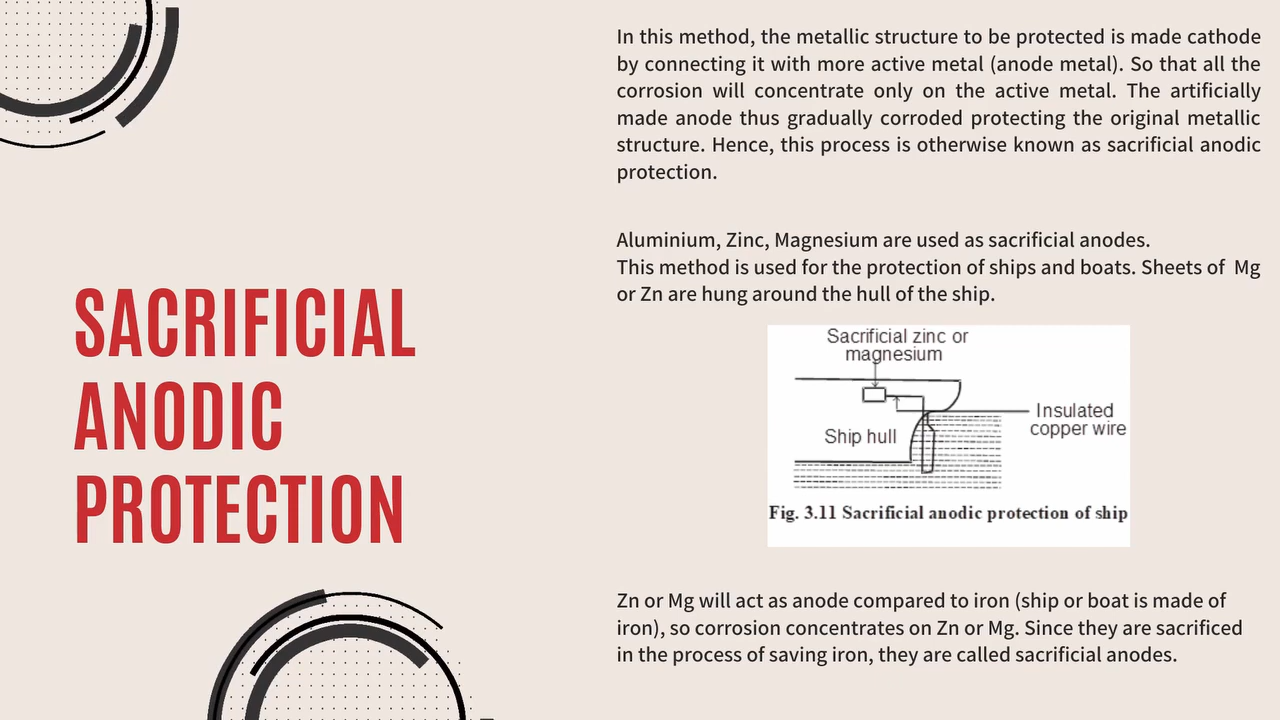 SACRIFICIAL
ANODIC
PROTECTION
In this method, the metallic structure to be protected is made cathode
by connecting it with more active metal (anode metal). So that all the
corrosion will concentrate only on the active metal. The artificially
made anode thus gradually corroded protecting the original metallic
structure. Hence, this process is otherwise known as sacrificial anodic
protection.
Aluminium, Zinc, Magnesium are used as sacrificial anodes.
This method is used for the protection of ships and boats. Sheets of Mg
or Zn are hung around the hull of the ship.
Sacrificial zinc or
magnesium
Ship hull
Insulated
copper wire
Fig. 3.11 Sacrificial anodic protection of ship
Zn or Mg will act as anode compared to iron (ship or boat is made of
iron), so corrosion concentrates on Zn or Mg. Since they are sacrificed
in the process of saving iron, they are called sacrificial anodes.